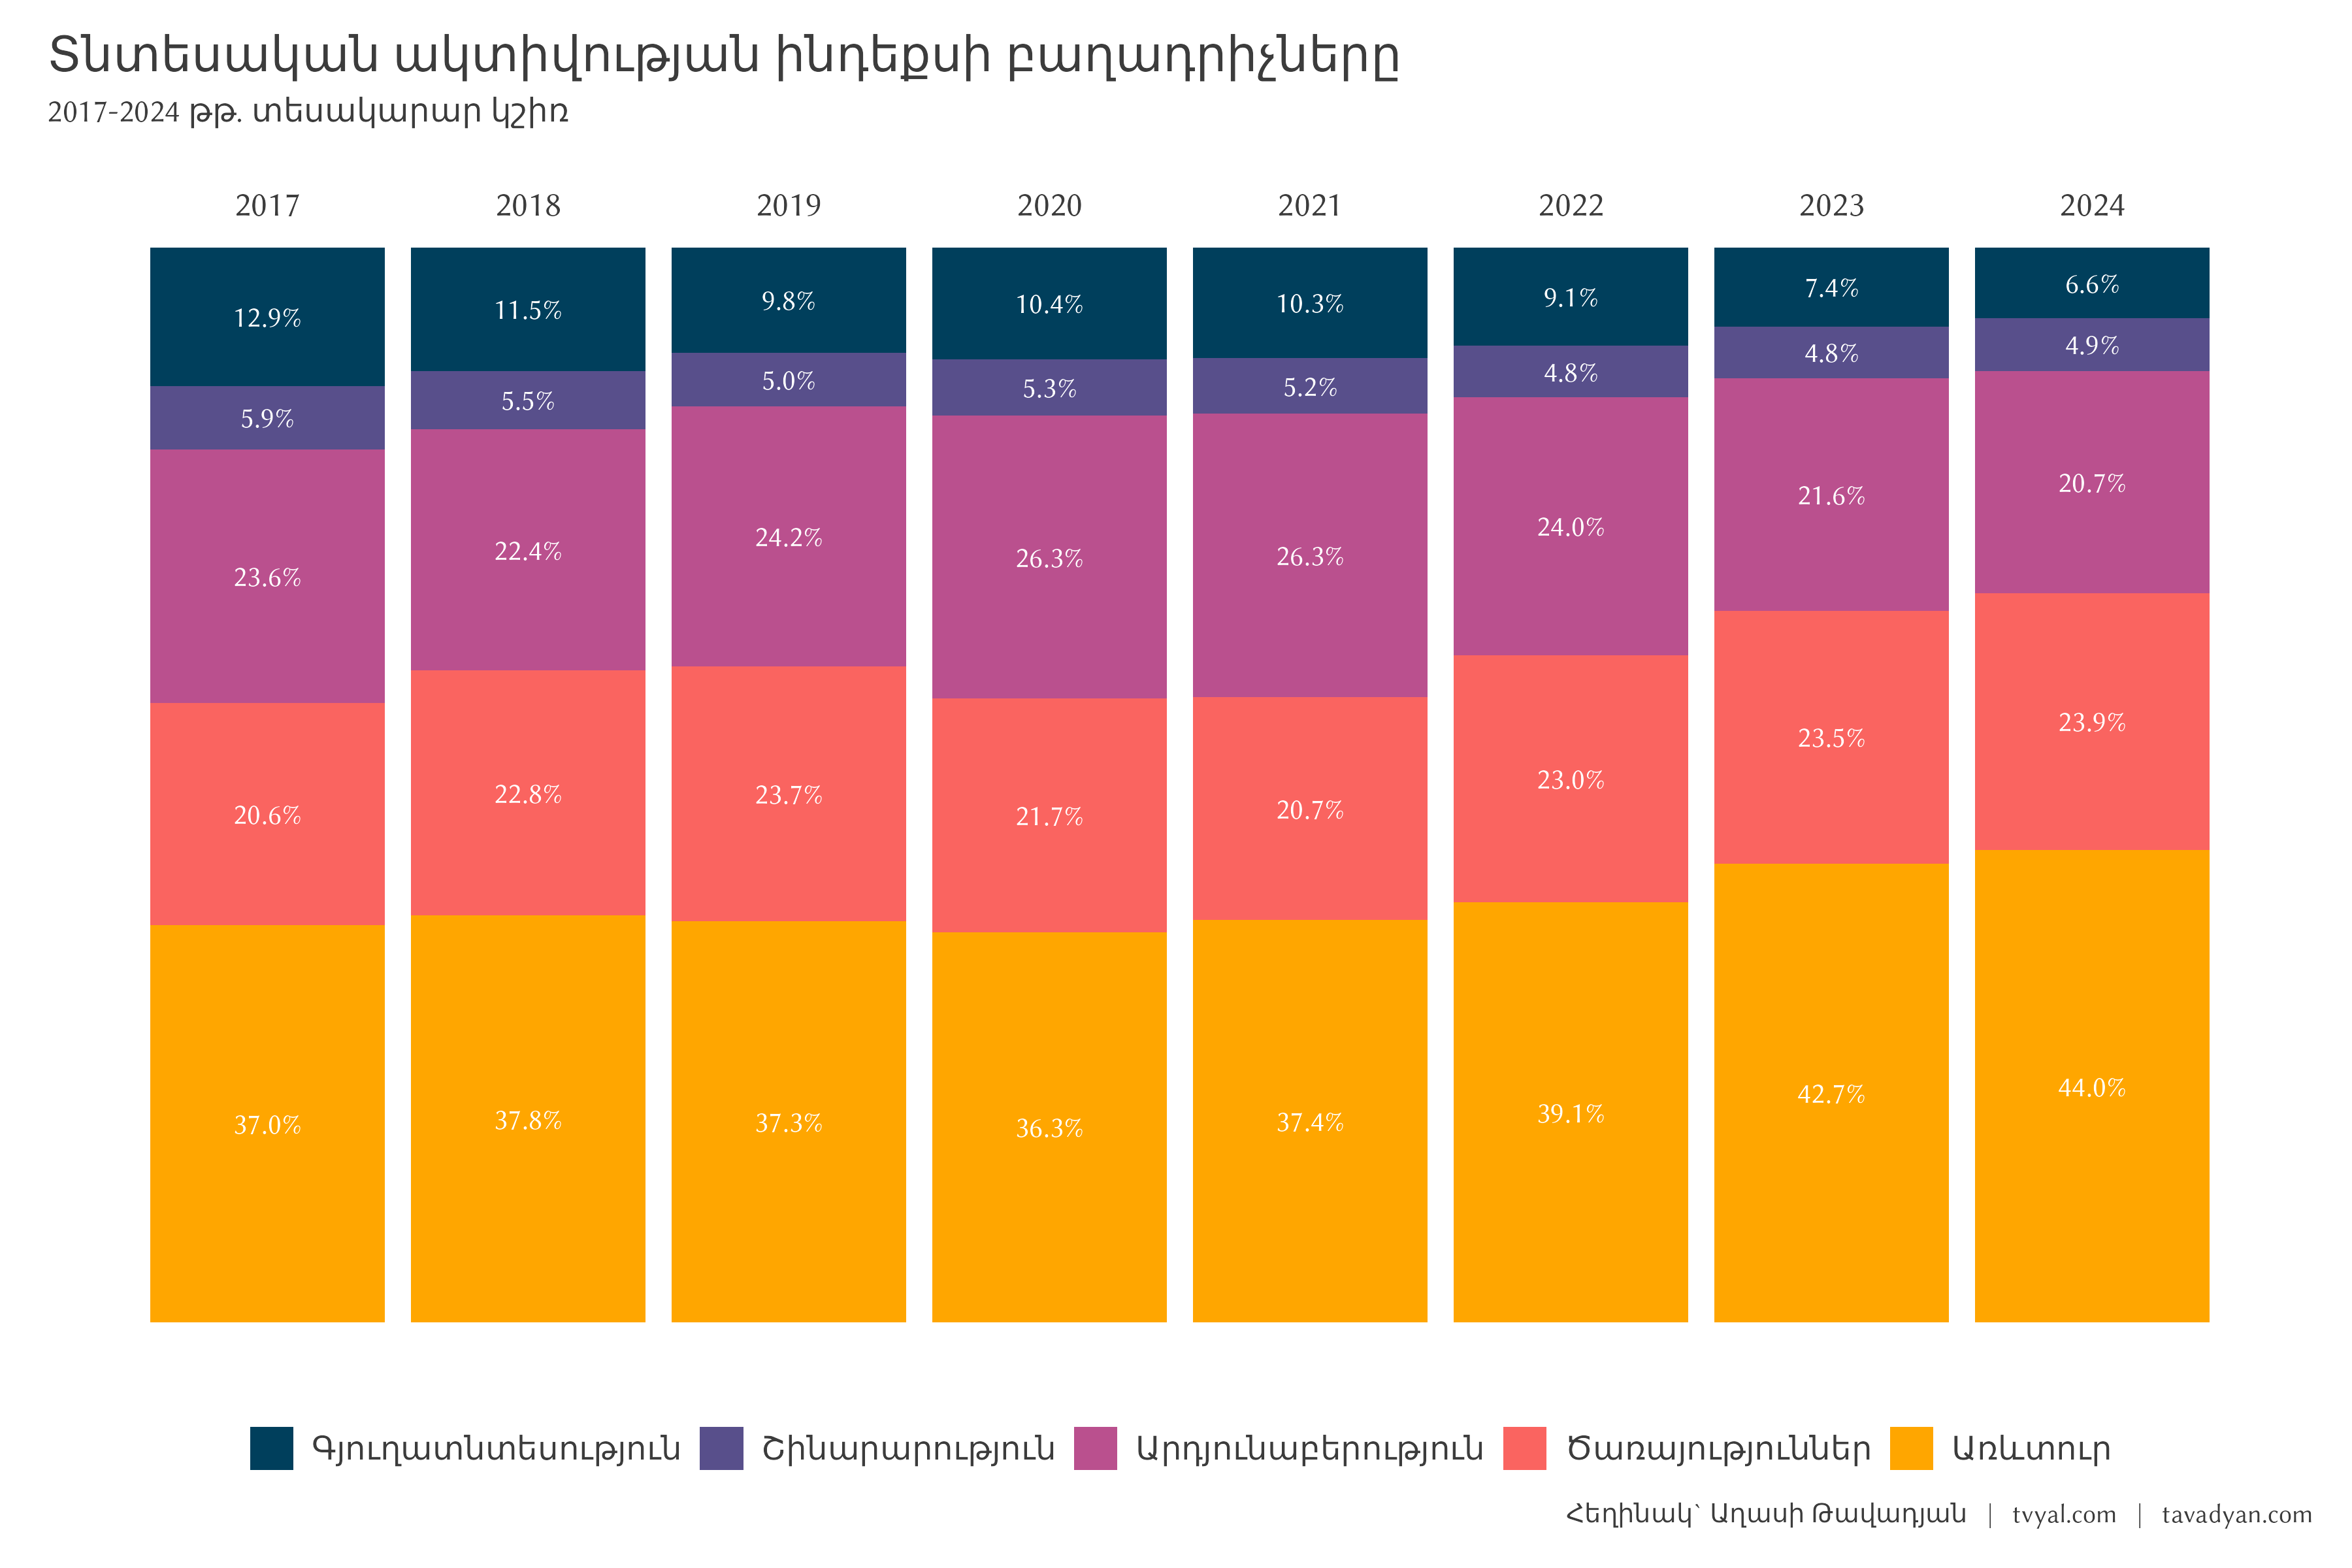 Տնտեսական ակտիվության ինդեքսի բաղադրիչները
2017-2024 թթ. տեսակարար կշիռ
2017 2018 2019 2020 2021 2022 2023 2024
12.9% 11.5% 9.8% 10.4% 10.3% 9.1% 7.4% 6.6%
5.9% 5.5% 5.0% 5.3% 5.2% 4.8% 4.8% 4.9%
23.6% 22.4% 24.2% 26.3% 26.3% 24.0% 21.6% 20.7%
20.6% 22.8% 23.7% 21.7% 20.7% 23.0% 23.5% 23.9%
37.0% 37.8% 37.3% 36.3% 37.4% 39.1% 42.7% 44.0%
Գյուղատնտեսություն Շինարարություն Արդյունաբերություն Ծառայություններ Առևտուր
Հեղինակ՝ Աղասի Թավադյան | tvyal.com | tavadyan.com